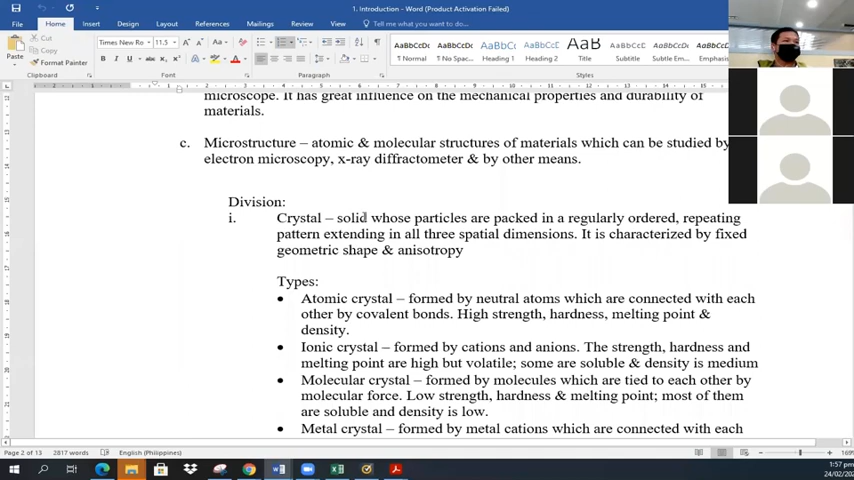 1. Introduction - Word (Product Activation Failed)
File Home Insert Design Layout References Mailings Review View Tell me what you want to do...
Cut
Copy
Format Painter
Paste
Clipboard
Times New Ro 11.5
Font
Paragraph
AaBbCcDc AaBbCcDc AaBbCc AaBbCcC AaB AaBbCcC AaBbCcDc AaBbCcDc
¶ Normal ¶ No Spac... Heading 1 Heading 2 Title Subtitle Subtle Em... Emphasis
Styles
microscope. It has great influence on the mechanical properties and durability of
materials.
c. Microstructure – atomic & molecular structures of materials which can be studied by
electron microscopy, x-ray diffractometer & by other means.
Division:
i. Crystal – solid whose particles are packed in a regularly ordered, repeating
pattern extending in all three spatial dimensions. It is characterized by fixed
geometric shape & anisotropy
Types:
• Atomic crystal – formed by neutral atoms which are connected with each
other by covalent bonds. High strength, hardness, melting point &
density.
• Ionic crystal – formed by cations and anions. The strength, hardness and
melting point are high but volatile; some are soluble & density is medium
• Molecular crystal – formed by molecules which are tied to each other by
molecular force. Low strength, hardness & melting point; most of them
are soluble and density is low.
• Metal crystal – formed by metal cations which are connected with each
Page 2 of 13 2817 words English (Philippines)
1:57 pm